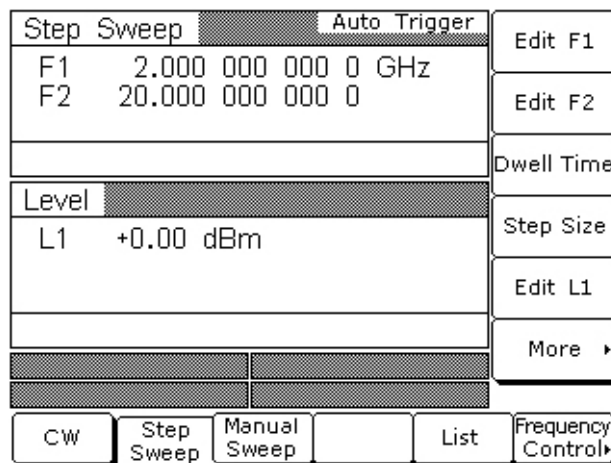 Step Sweep Auto Trigger
F1 2.000 000 000 0 GHz
F2 20.000 000 000 0
Level
L1 +0.00 dBm
Edit F1
Edit F2
Dwell Time
Step Size
Edit L1
More
CW
Step
Sweep
Manual
Sweep
List
Frequency
Control